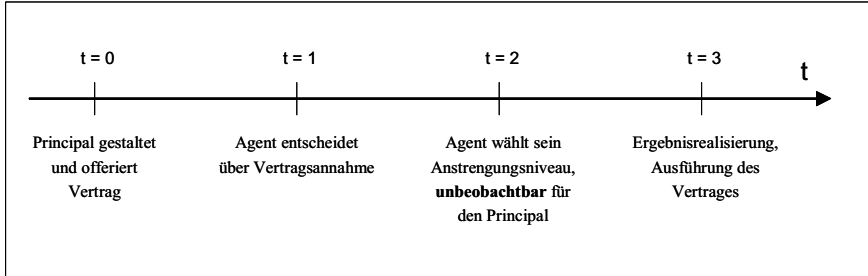 t = 0
t = 1
t = 2
t = 3
t
Principal gestaltet
und offeriert
Vertrag
Agent entscheidet
über Vertragsannahme
Agent wählt sein
Anstrengungsniveau,
unbeobachtbar für
den Principal
Ergebnisrealisierung,
Ausführung des
Vertrages